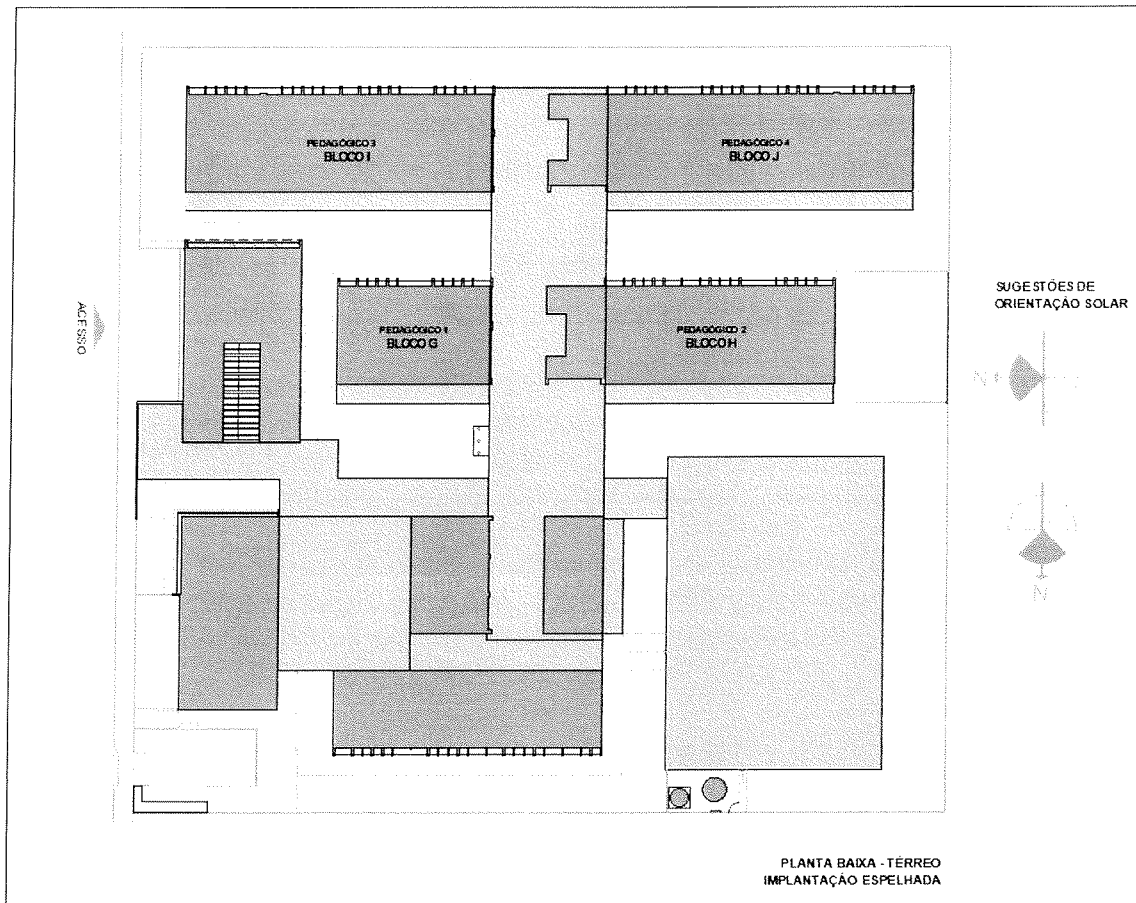 PEDAGÓGICO 3
BLOCO I
PEDAGÓGICO 4
BLOCO J
ACESSO
PEDAGÓGICO 1
BLOCO G
PEDAGÓGICO 2
BLOCO H
SUGESTÕES DE
ORIENTAÇÃO SOLAR
N
N
PLANTA BAIXA - TÉRREO
IMPLANTAÇÃO ESPELHADA